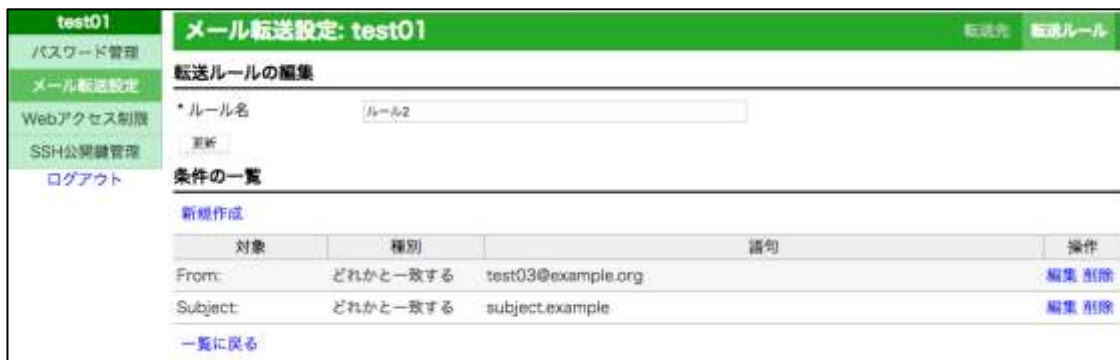 test01
パスワード管理
メール転送設定
Webアクセス制限
SSH公開鍵管理
ログアウト
メール転送設定: test01
転送先 転送ルール
転送ルールの編集
* ルール名 ルール2
更新
条件の一覧
新規作成
対象 種別 語句 操作
From: どれかと一致する test03@example.org 編集 削除
Subject: どれかと一致する subject.example 編集 削除
一覧に戻る